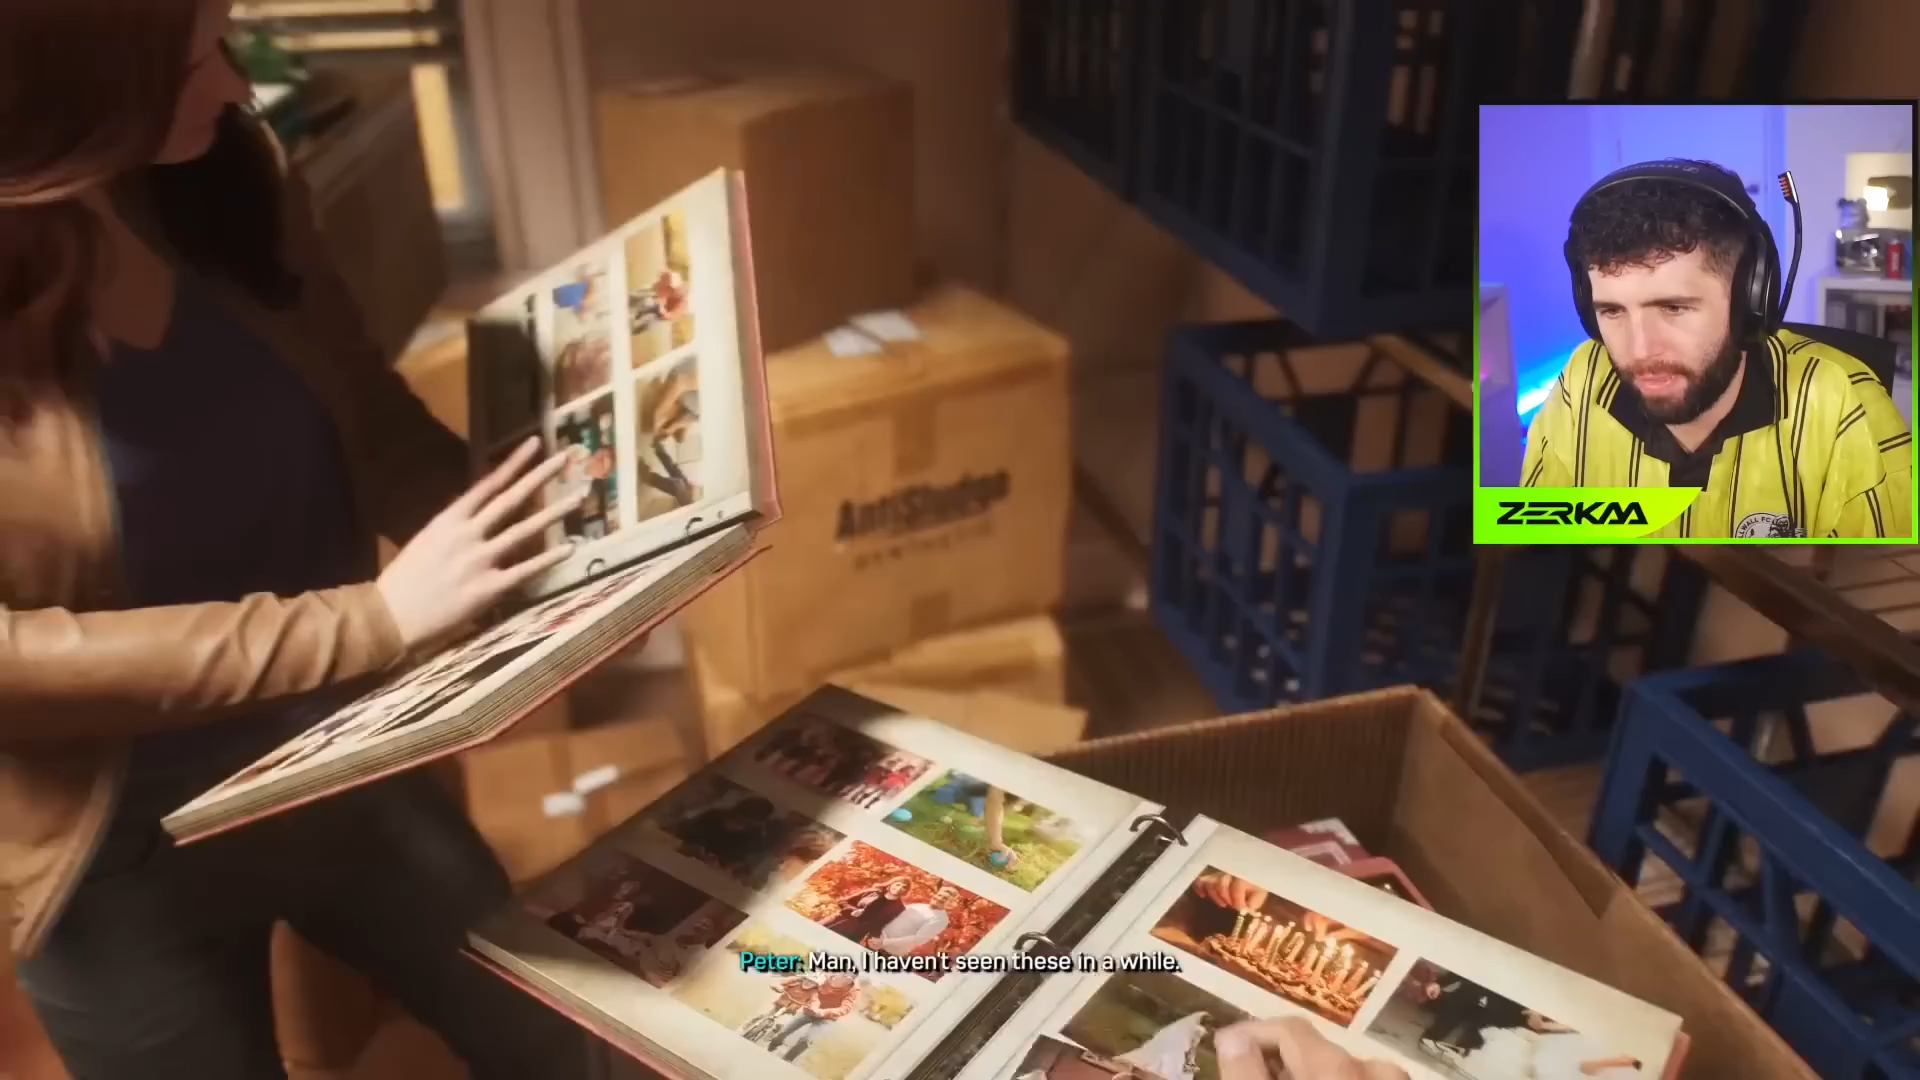 AntiSludge
ZERKAA
Peter: Man, I haven't seen these in a while.